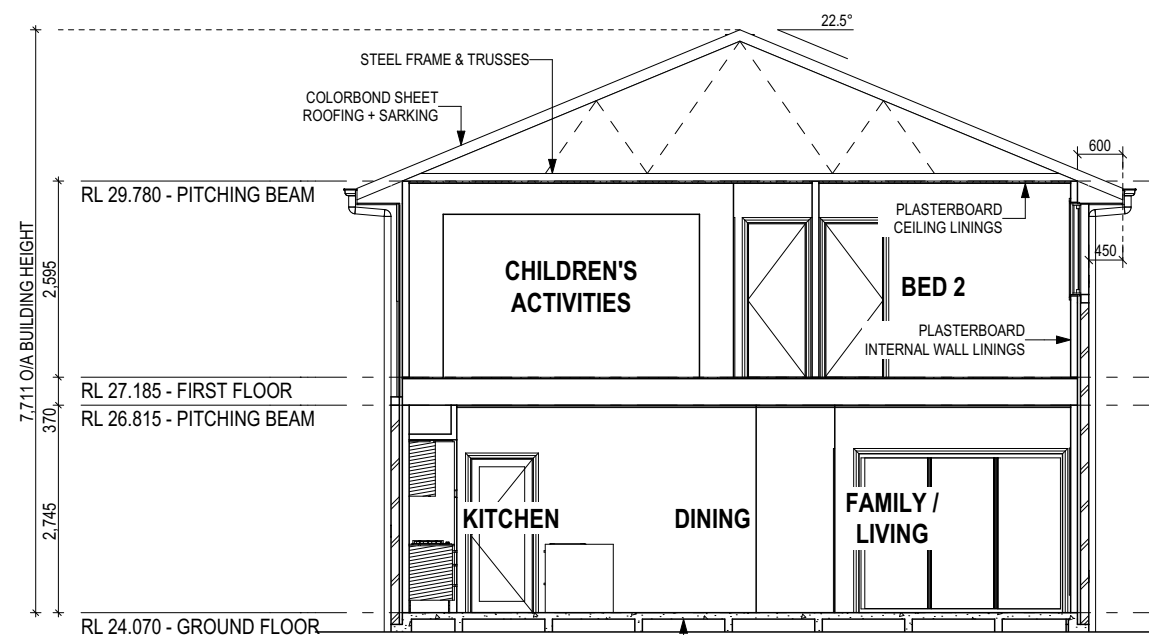 22.5°
STEEL FRAME & TRUSSES
COLORBOND SHEET
ROOFING + SARKING
600
RL 29.780 - PITCHING BEAM
PLASTERBOARD
CEILING LININGS
450
7,711 O/A BUILDING HEIGHT
2,595
CHILDREN'S
ACTIVITIES
BED 2
PLASTERBOARD
INTERNAL WALL LININGS
RL 27.185 - FIRST FLOOR
370
RL 26.815 - PITCHING BEAM
2,745
KITCHEN
DINING
FAMILY /
LIVING
RL 24.070 - GROUND FLOOR